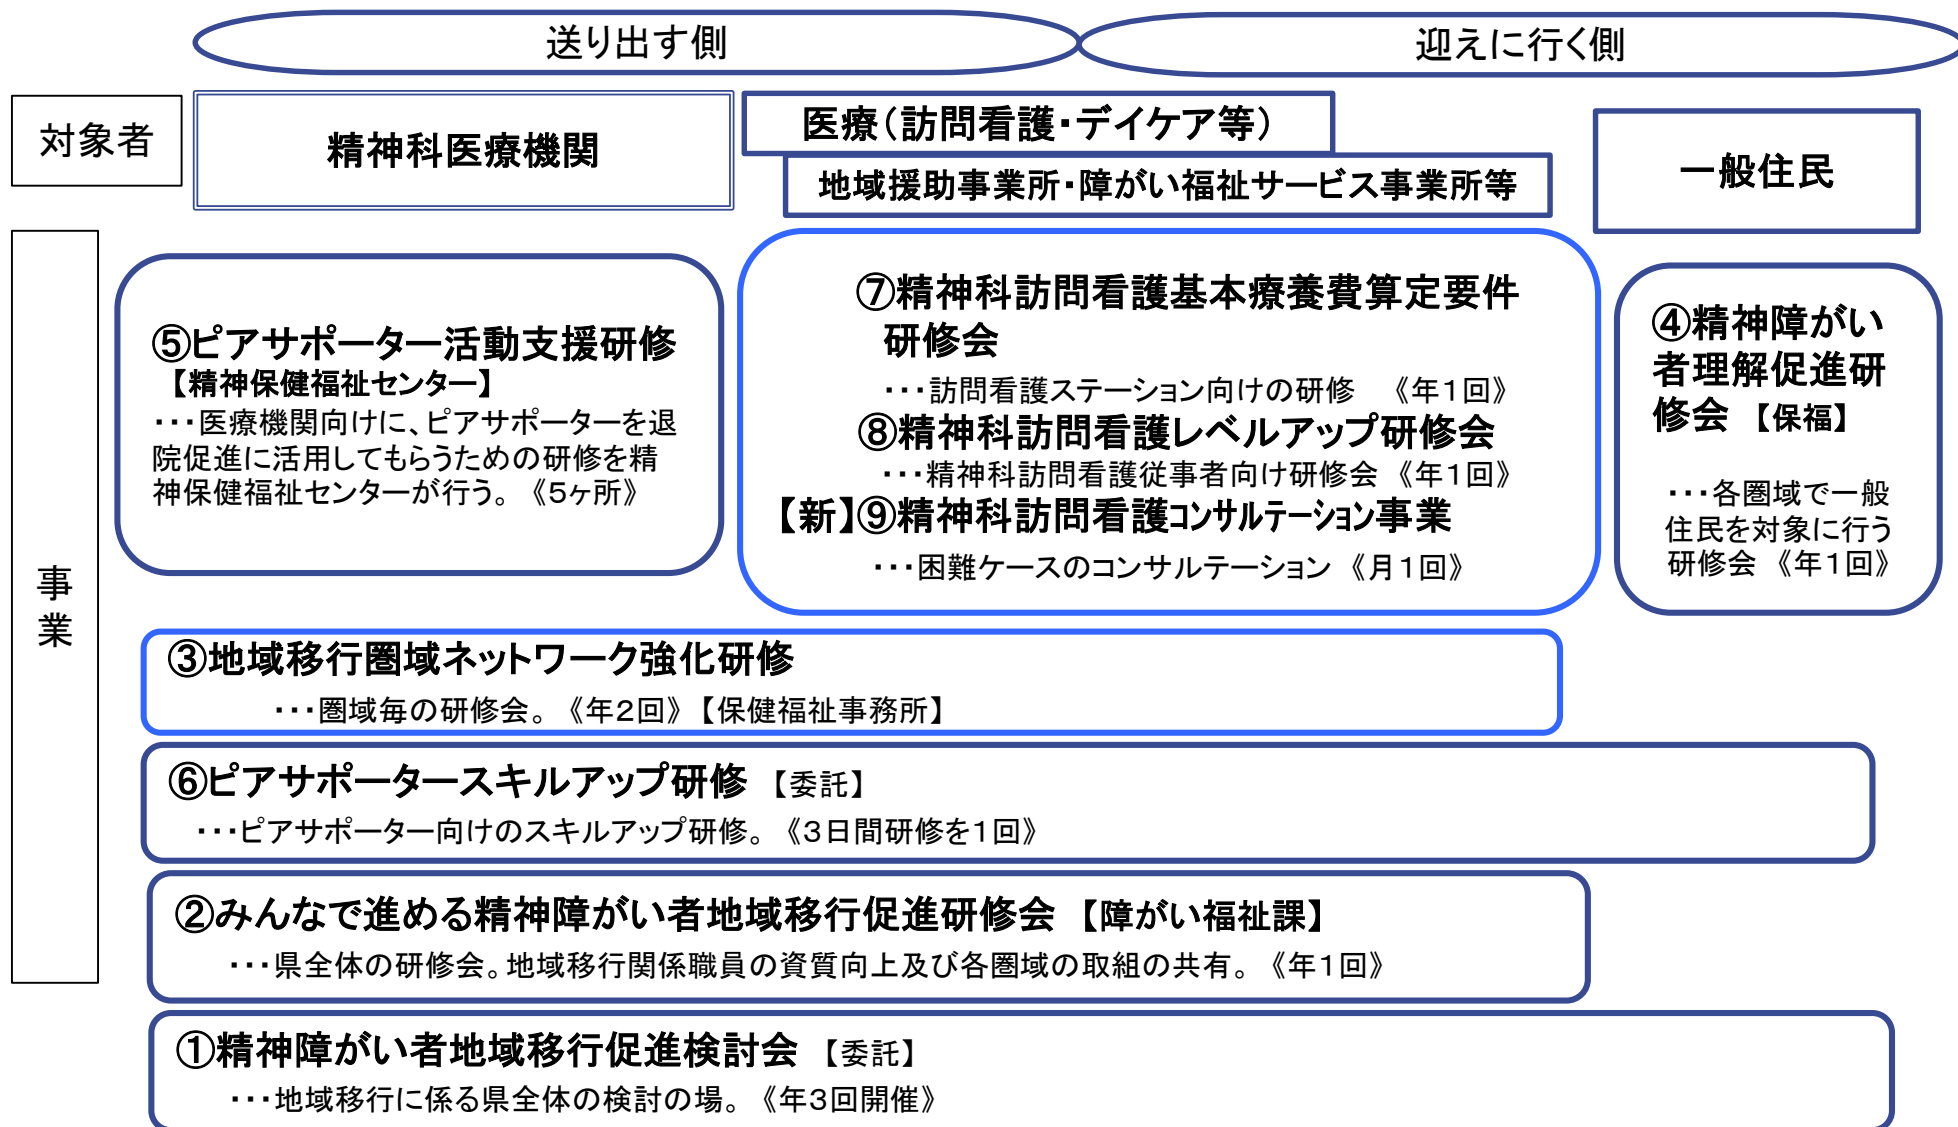 送り出す側
迎えに行く側
対象者
精神科医療機関
医療（訪問看護・デイケア等）
地域援助事業所・障がい福祉サービス事業所等
一般住民
事業
⑤ピアサポーター活動支援研修
【精神保健福祉センター】
・・・医療機関向けに、ピアサポーターを退
院促進に活用してもらうための研修を精
神保健福祉センターが行う。《5ヶ所》
⑦精神科訪問看護基本療養費算定要件
研修会
・・・訪問看護ステーション向けの研修　《年１回》
⑧精神科訪問看護レベルアップ研修会
・・・精神科訪問看護従事者向け研修会 《年１回》
【新】⑨精神科訪問看護ｺﾝｻﾙﾃｰｼｮﾝ事業
・・・困難ケースのコンサルテーション 《月１回》
④精神障がい
者理解促進研
修会 【保福】
・・・各圏域で一般
住民を対象に行う
研修会 《年１回》
③地域移行圏域ネットワーク強化研修
・・・圏域毎の研修会。《年２回》【保健福祉事務所】
⑥ピアサポータースキルアップ研修 【委託】
・・・ピアサポーター向けのスキルアップ研修。《３日間研修を１回》
②みんなで進める精神障がい者地域移行促進研修会 【障がい福祉課】
・・・県全体の研修会。地域移行関係職員の資質向上及び各圏域の取組の共有。《年１回》
①精神障がい者地域移行促進検討会 【委託】
・・・地域移行に係る県全体の検討の場。《年３回開催》